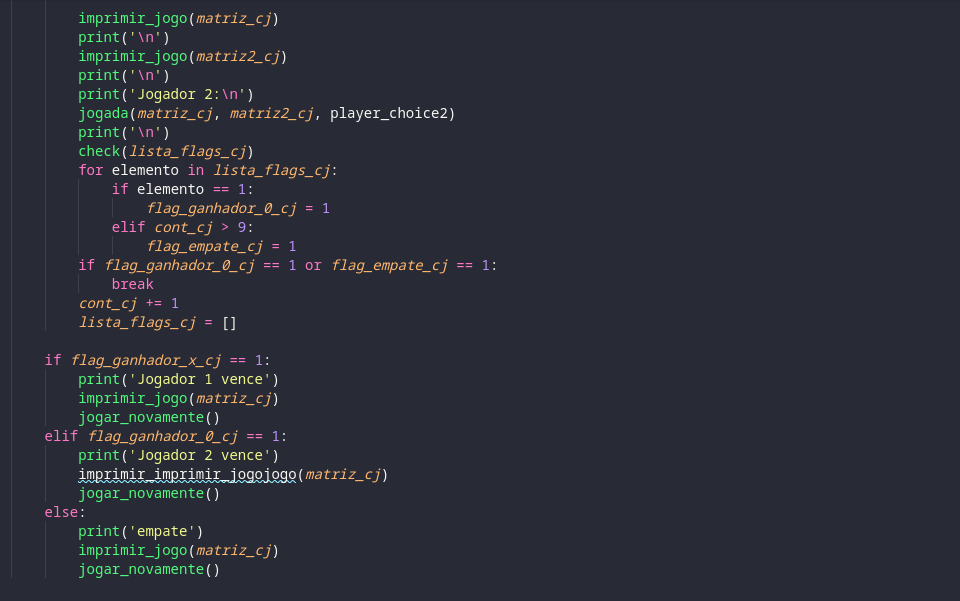 imprimir_jogo(matriz_cj)
print('\n')
imprimir_jogo(matriz2_cj)
print('\n')
print('Jogador 2:\n')
jogada(matriz_cj, matriz2_cj, player_choice2)
print('\n')
check(lista_flags_cj)
for elemento in lista_flags_cj:
if elemento == 1:
flag_ganhador_0_cj = 1
elif cont_cj > 9:
flag_empate_cj = 1
if flag_ganhador_0_cj == 1 or flag_empate_cj == 1:
break
cont_cj += 1
lista_flags_cj = []
if flag_ganhador_x_cj == 1:
print('Jogador 1 vence')
imprimir_jogo(matriz_cj)
jogar_novamente()
elif flag_ganhador_0_cj == 1:
print('Jogador 2 vence')
imprimir_imprimir_jogojogo(matriz_cj)
jogar_novamente()
else:
print('empate')
imprimir_jogo(matriz_cj)
jogar_novamente()